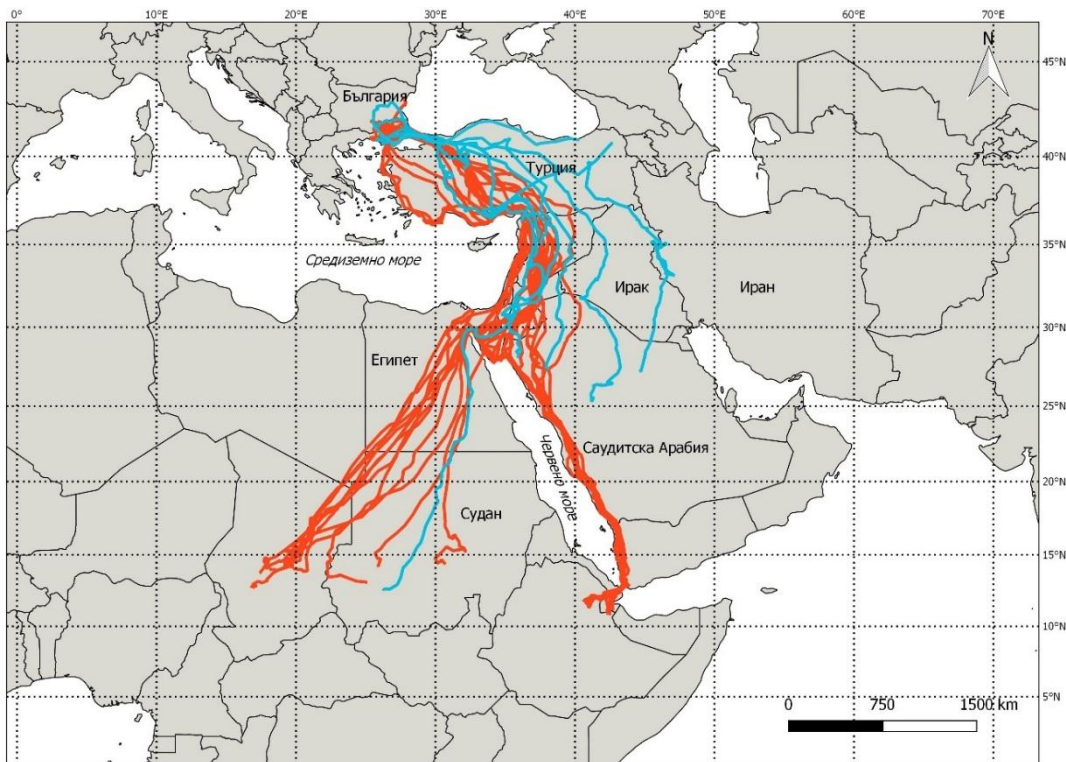 0° 10°E 20°E 30°E 40°E 50°E 60°E 70°E
N
45°N
България
40°N
Турция
35°N
Средиземно море
Ирак
Иран
30°N
Египет
25°N
Саудитска Арабия
Червено море
20°N
Судан
15°N
10°N
5°N
0 750 1500 km